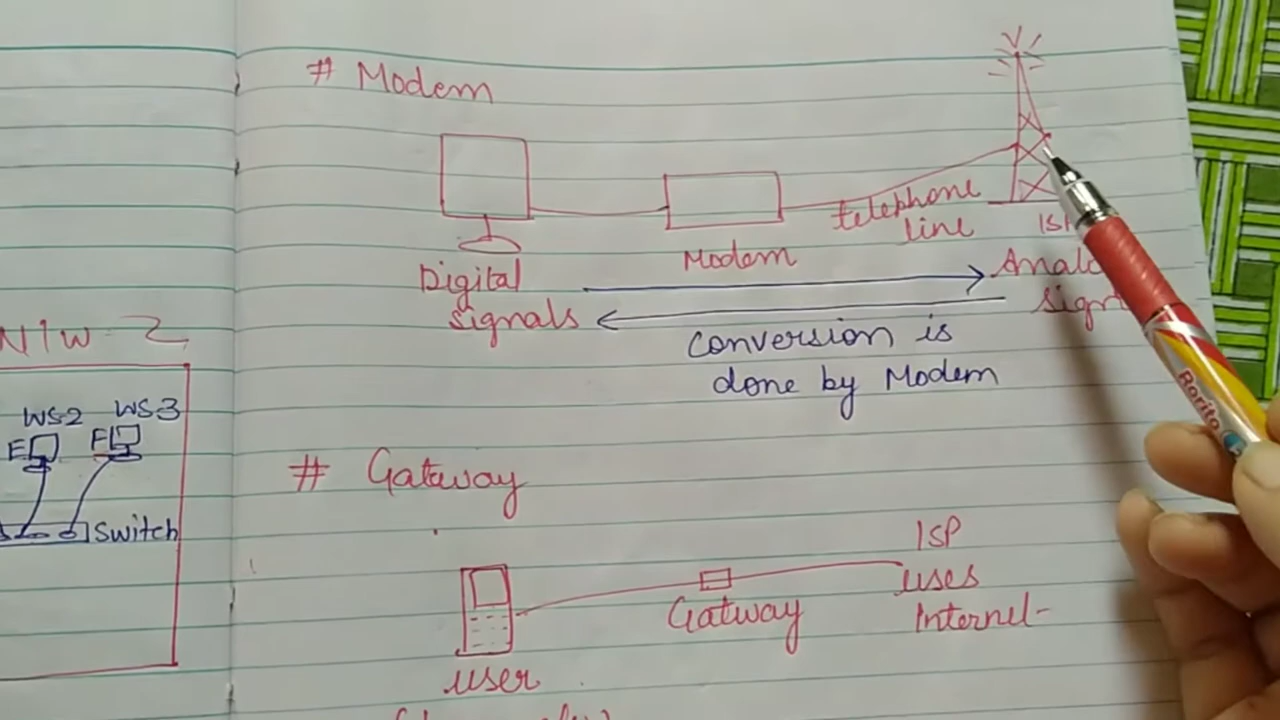 # Modem
telephone
line
Modem
Digital
signals
conversion is
done by Modem
N/w - 2
WS2 WS3
Switch
# Gatway
ISP
uses
Internet
Gatway
user
Rorito